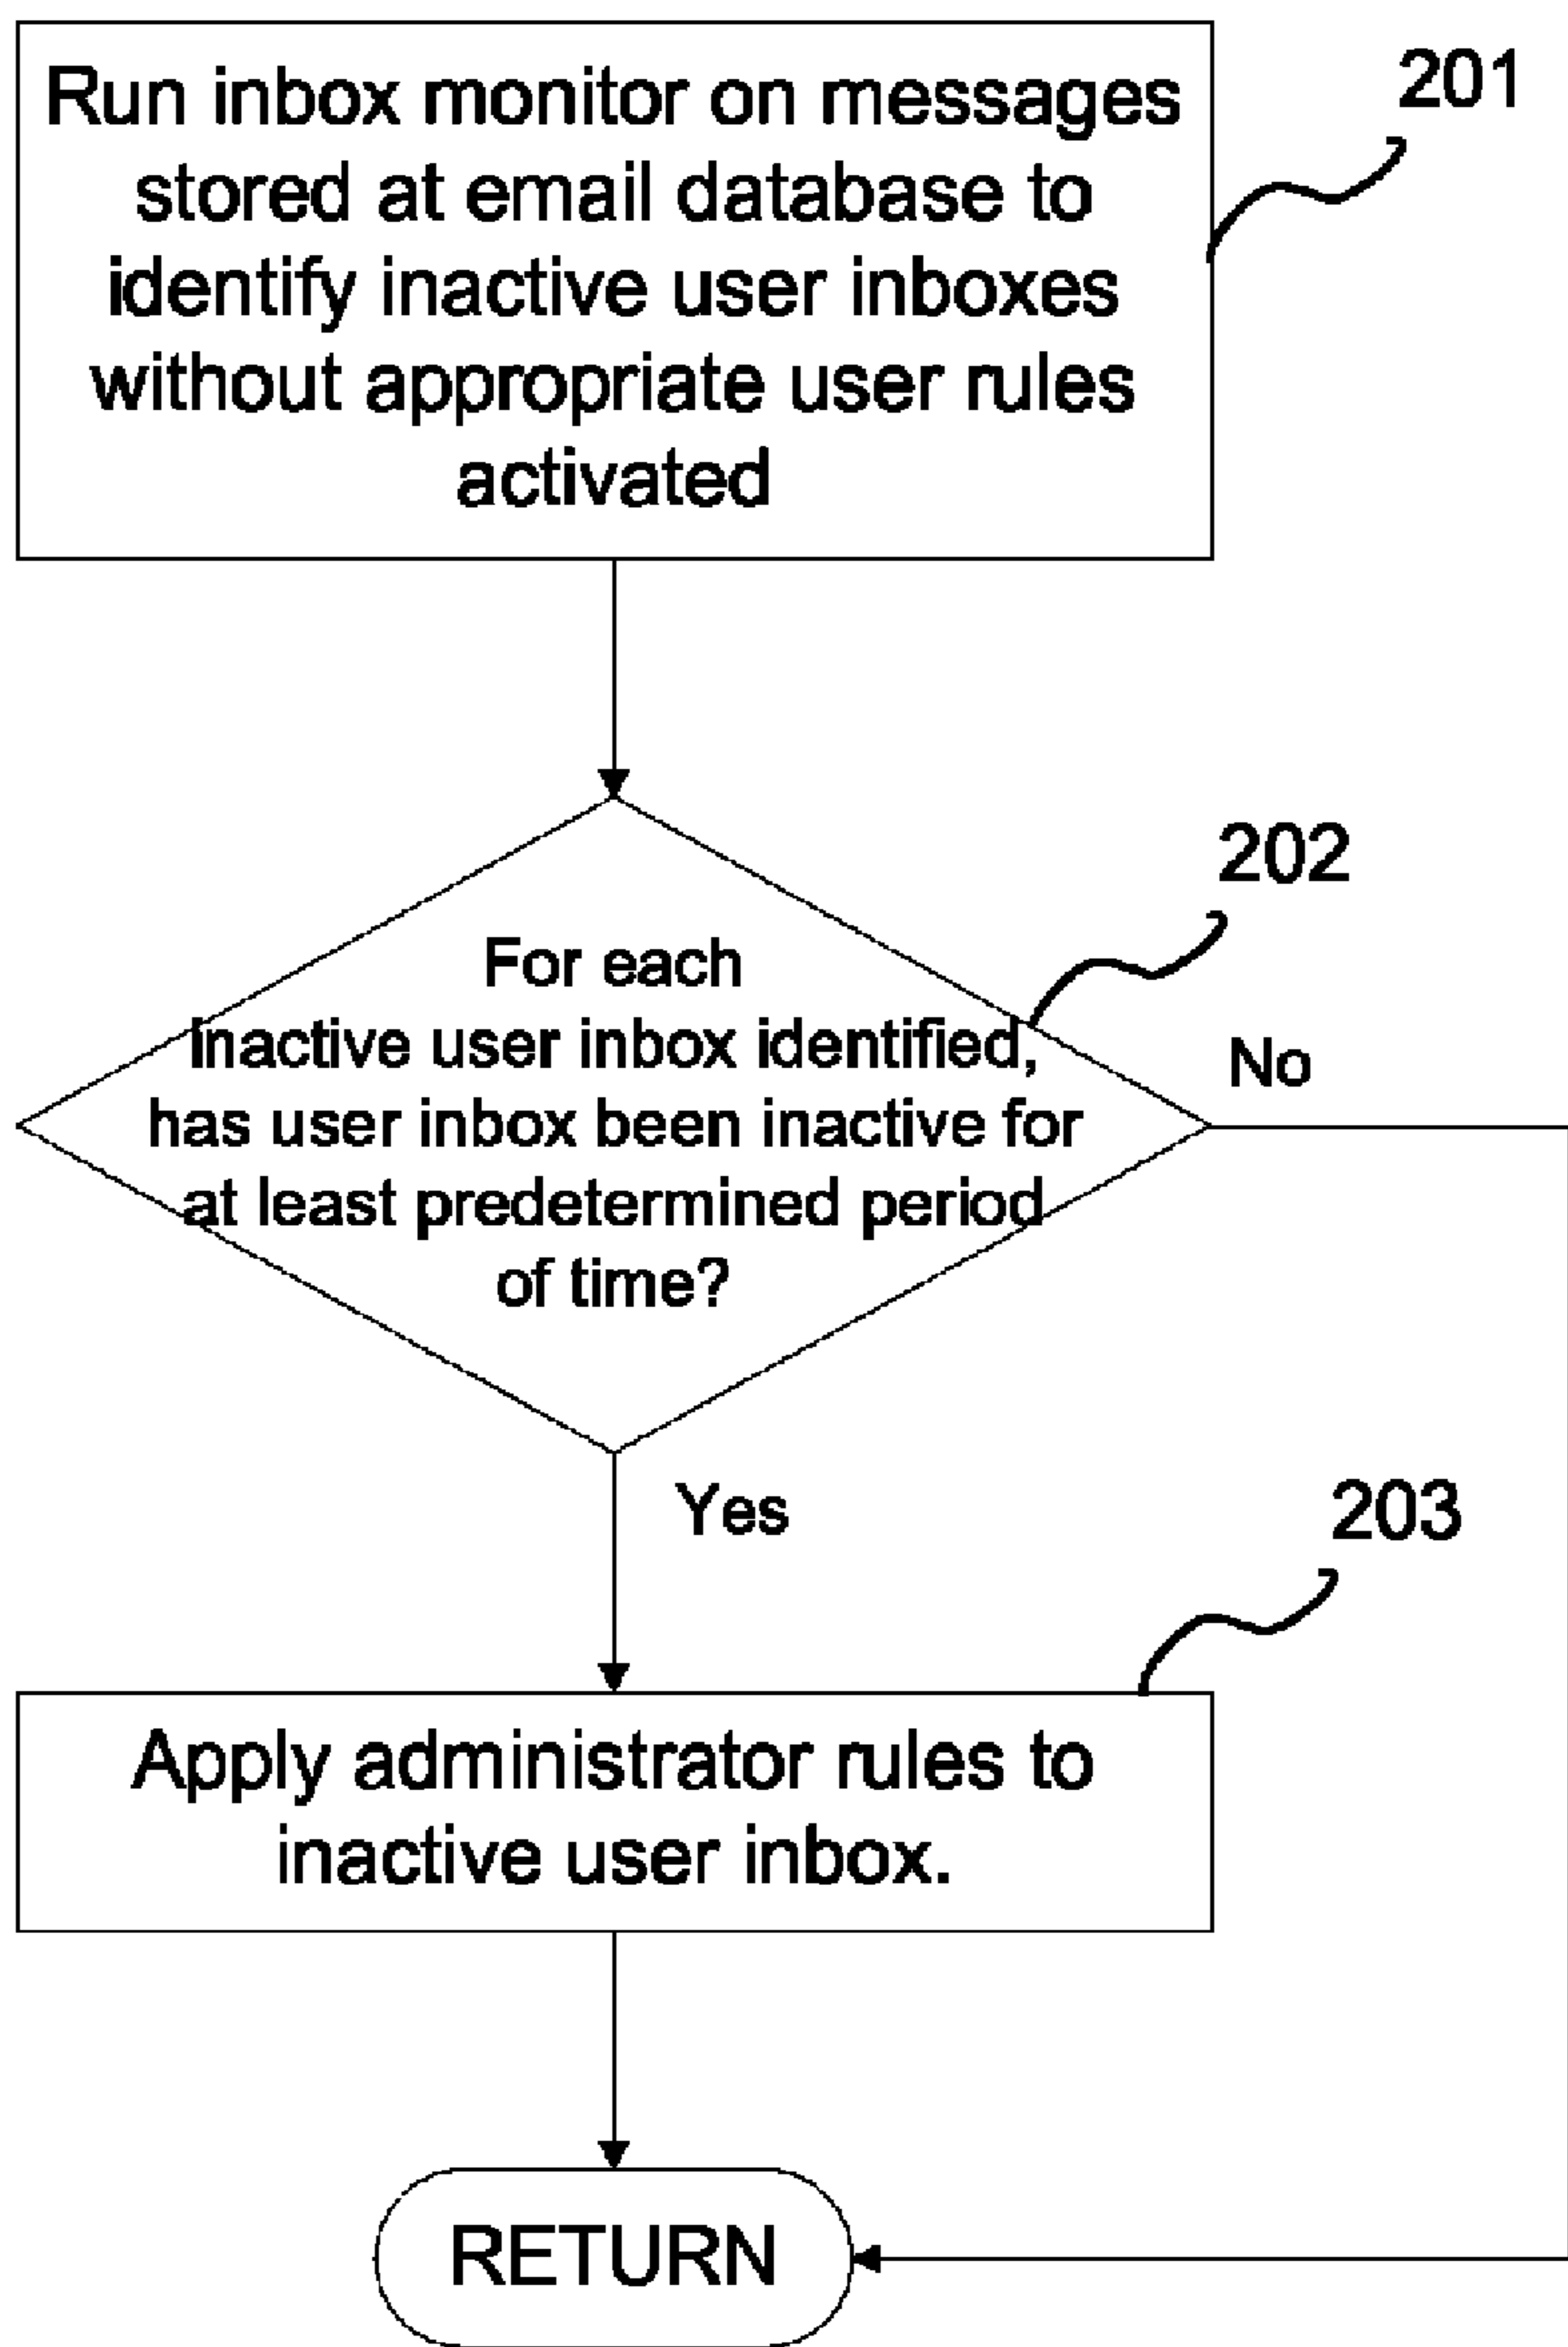 Run inbox monitor on messages
stored at email database to
identify inactive user inboxes
without appropriate user rules
activated
201
202
For each
Inactive user inbox identified,
has user inbox been inactive for
at least predetermined period
of time?
No
Yes
203
Apply administrator rules to
inactive user inbox.
RETURN